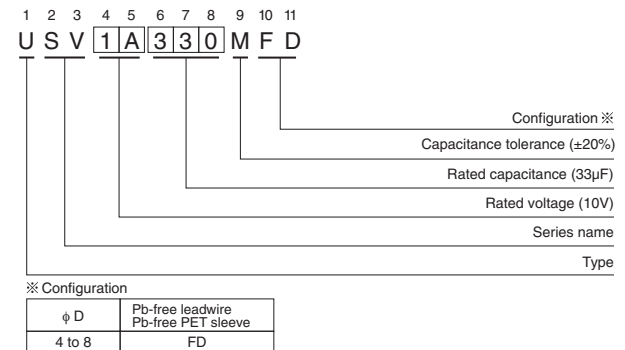 1 2 3 4 5 6 7 8 9 10 11
U S V 1 A 3 3 0 M F D
Configuration ※
Capacitance tolerance (±20%)
Rated capacitance (33µF)
Rated voltage (10V)
Series name
Type
※ Configuration
ϕ D
Pb-free leadwire
Pb-free PET sleeve
4 to 8
FD